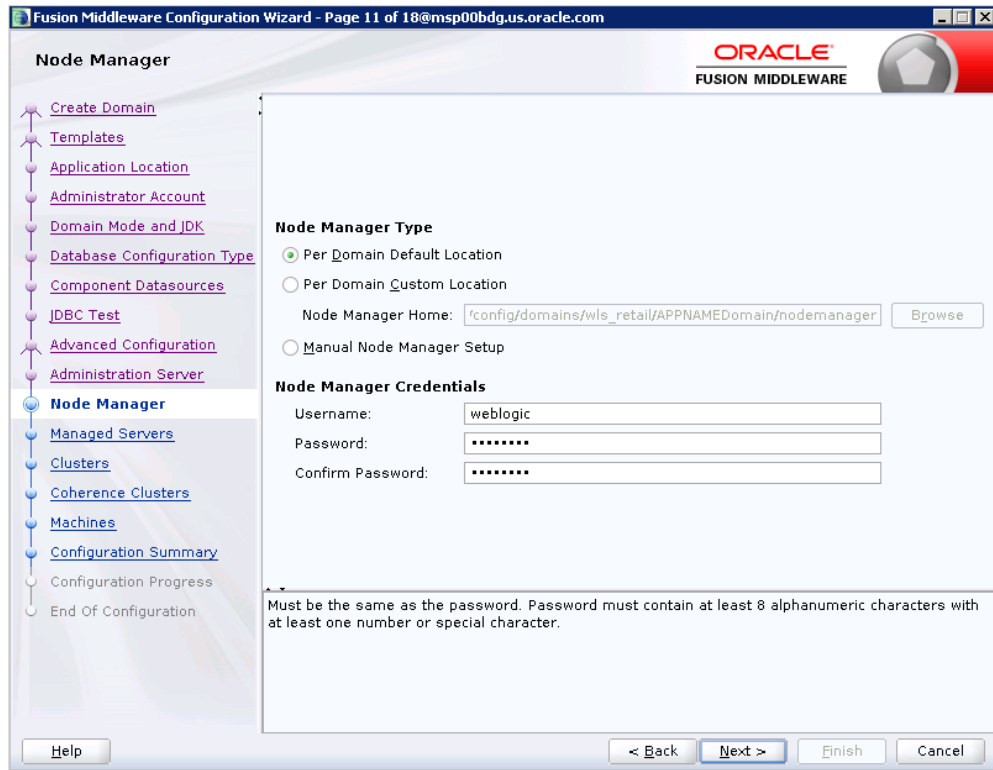 Fusion Middleware Configuration Wizard - Page 11 of 18@msp00bdg.us.oracle.com
Node Manager
ORACLE
FUSION MIDDLEWARE
Create Domain
Templates
Application Location
Administrator Account
Domain Mode and JDK
Database Configuration Type
Component Datasources
JDBC Test
Advanced Configuration
Administration Server
Node Manager
Managed Servers
Clusters
Coherence Clusters
Machines
Configuration Summary
Configuration Progress
End Of Configuration
Node Manager Type
Per Domain Default Location
Per Domain Custom Location
Node Manager Home: /config/domains/wls_retail/APPNAMEDomain/nodemanager Browse
Manual Node Manager Setup
Node Manager Credentials
Username: weblogic
Password: ••••••••
Confirm Password: ••••••••
Must be the same as the password. Password must contain at least 8 alphanumeric characters with
at least one number or special character.
Help < Back Next > Finish Cancel